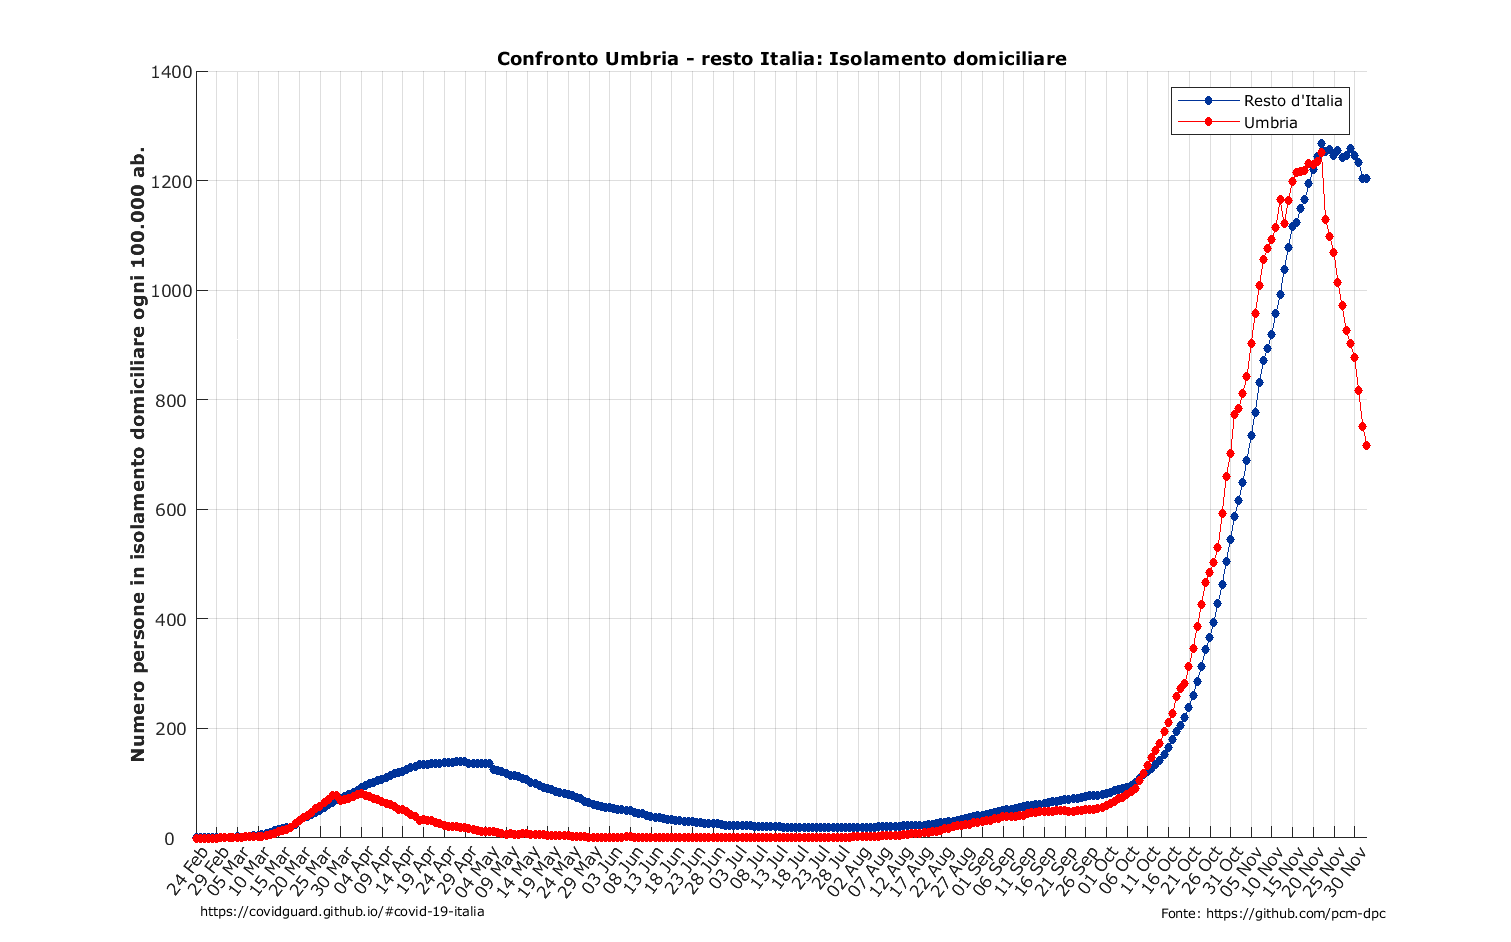 Confronto Umbria - resto Italia: Isolamento domiciliare
Numero persone in isolamento domiciliare ogni 100.000 ab.
1400
1200
1000
800
600
400
200
0
Resto d'Italia
Umbria
24 Feb
29 Feb
05 Mar
10 Mar
15 Mar
20 Mar
25 Mar
30 Mar
04 Apr
09 Apr
14 Apr
19 Apr
24 Apr
29 Apr
04 May
09 May
14 May
19 May
24 May
29 May
03 Jun
08 Jun
13 Jun
18 Jun
23 Jun
28 Jun
03 Jul
08 Jul
13 Jul
18 Jul
23 Jul
28 Jul
02 Aug
07 Aug
12 Aug
17 Aug
22 Aug
27 Aug
01 Sep
06 Sep
11 Sep
16 Sep
21 Sep
26 Sep
01 Oct
06 Oct
11 Oct
16 Oct
21 Oct
26 Oct
31 Oct
05 Nov
10 Nov
15 Nov
20 Nov
25 Nov
30 Nov
https://covidguard.github.io/#covid-19-italia
Fonte: https://github.com/pcm-dpc